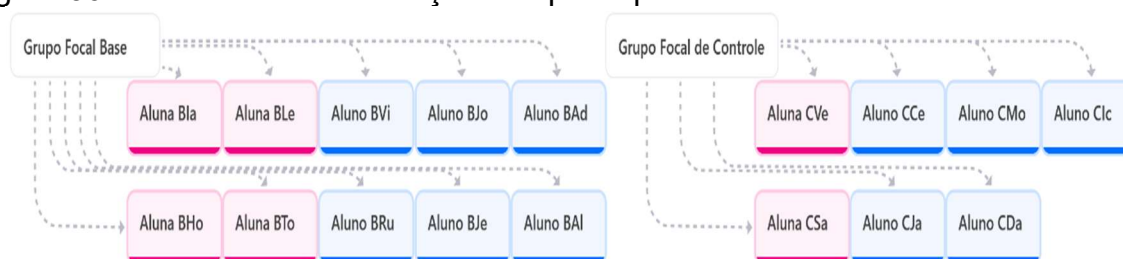 Grupo Focal Base
Aluna BIa
Aluna BLe
Aluno BVi
Aluno BJo
Aluno BAd
Aluna BHo
Aluna BTo
Aluno BRu
Aluno BJe
Aluno BAl
Grupo Focal de Controle
Aluna CVe
Aluno CCe
Aluno CMo
Aluno CIc
Aluna CSa
Aluno CJa
Aluno CDa